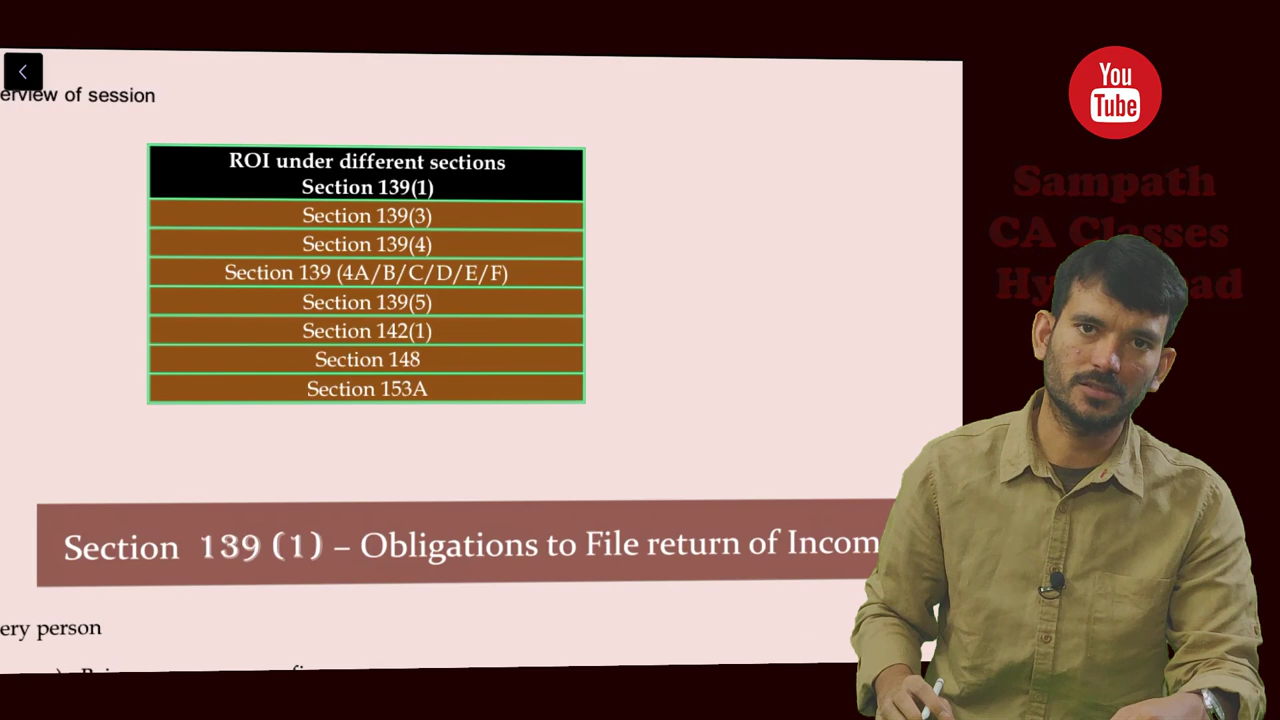 erview of session
ROI under different sections
Section 139(1)
Section 139(3)
Section 139(4)
Section 139 (4A/B/C/D/E/F)
Section 139(5)
Section 142(1)
Section 148
Section 153A
Section 139 (1) – Obligations to File return of Incom
ery person
You
Tube
Sampath
CA Classes
Hy ad